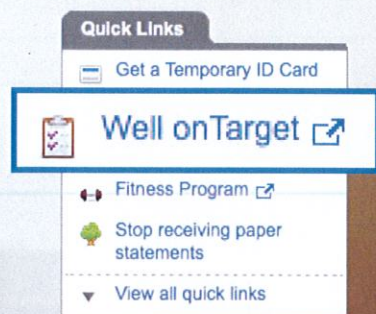 Quick Links
Get a Temporary ID Card
Well onTarget
Fitness Program
Stop receiving paper
statements
View all quick links